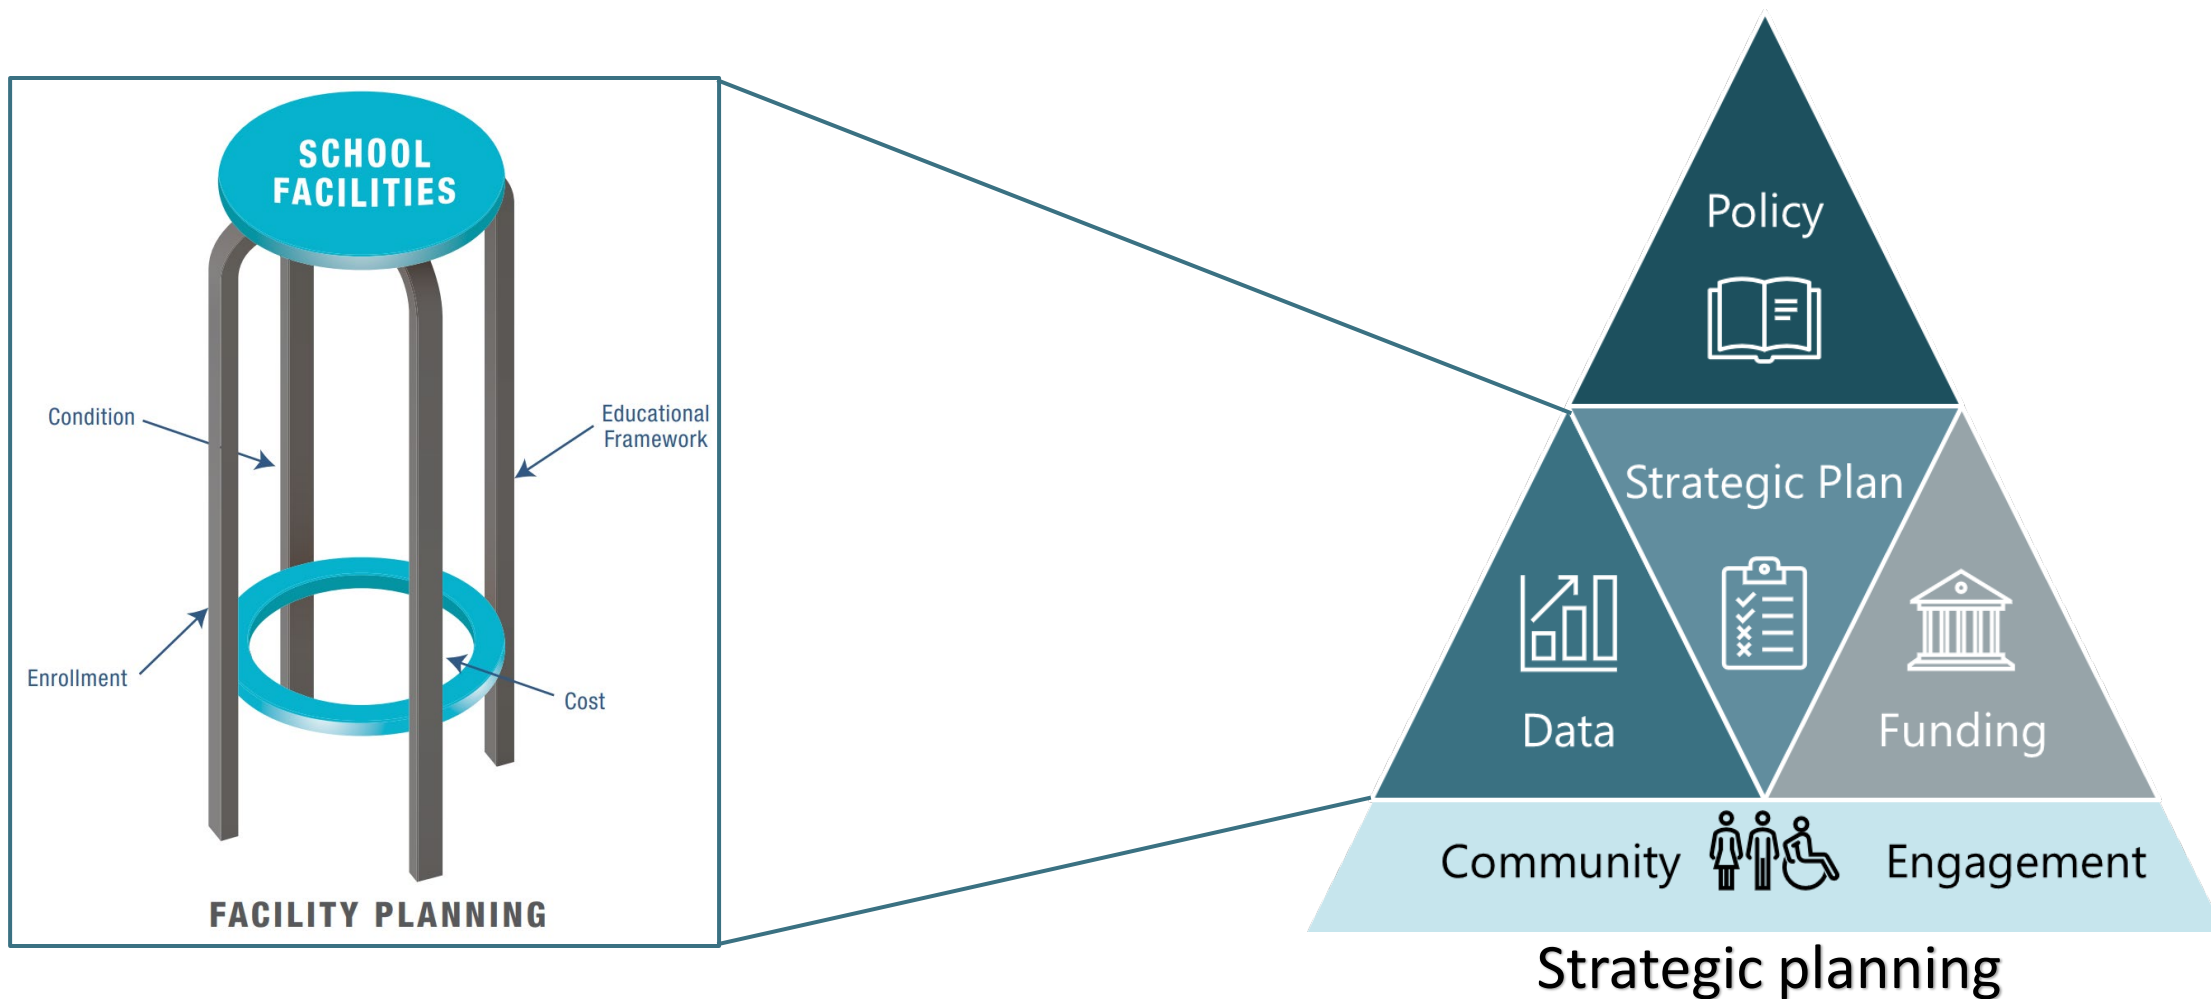 SCHOOL
FACILITIES
Condition
Educational
Framework
Enrollment
Cost
FACILITY PLANNING
Policy
Strategic Plan
Data
Funding
Community Engagement
Strategic planning